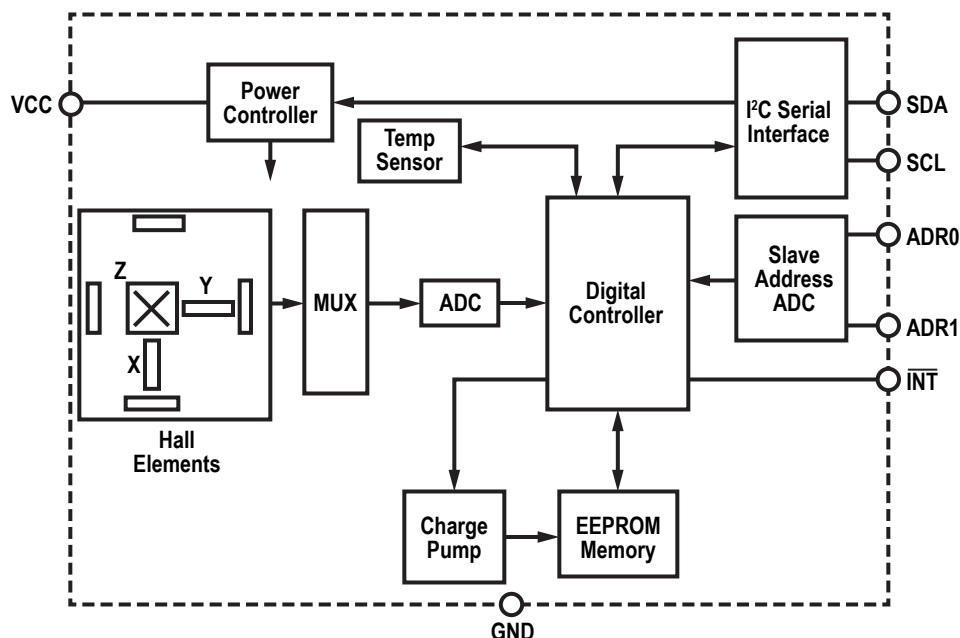 VCC
Power
Controller
I²C Serial
Interface
SDA
SCL
Temp
Sensor
Z
Y
X
Hall
Elements
MUX
ADC
Digital
Controller
Slave
Address
ADC
ADR0
ADR1
INT
Charge
Pump
EEPROM
Memory
GND